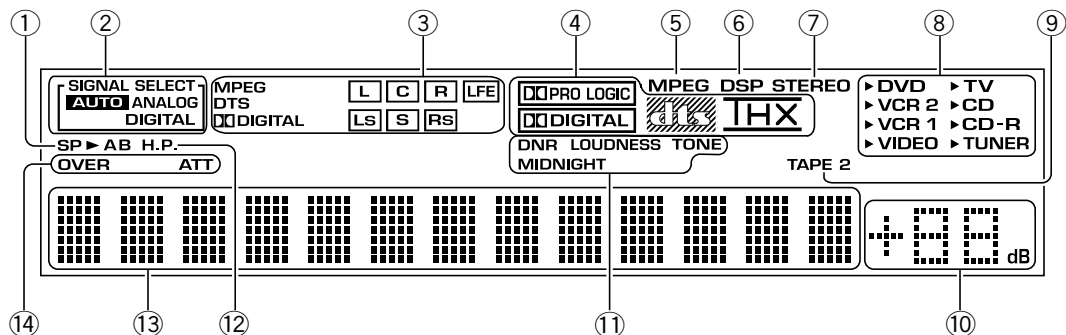 ① ② ③ ④ ⑤ ⑥ ⑦ ⑧ ⑨
SIGNAL SELECT
AUTO ANALOG
DIGITAL
MPEG
DTS
DIGITAL
L C R LFE
Ls S Rs
PRO LOGIC
DIGITAL
MPEG DSP STEREO
dts THX
►DVD ►TV
►VCR 2 ►CD
►VCR 1 ►CD-R
►VIDEO ►TUNER
SP►AB H.P.
OVER ATT
DNR LOUDNESS TONE
MIDNIGHT
TAPE 2
+88 dB
⑭ ⑬ ⑫ ⑪ ⑩